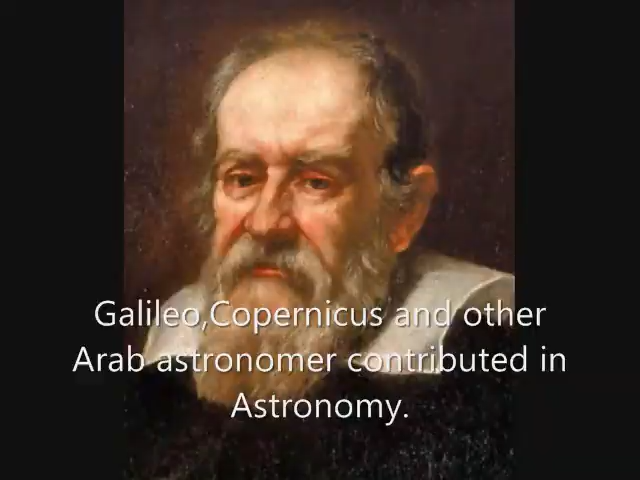 Galileo,Copernicus and other
Arab astronomer contributed in
Astronomy.